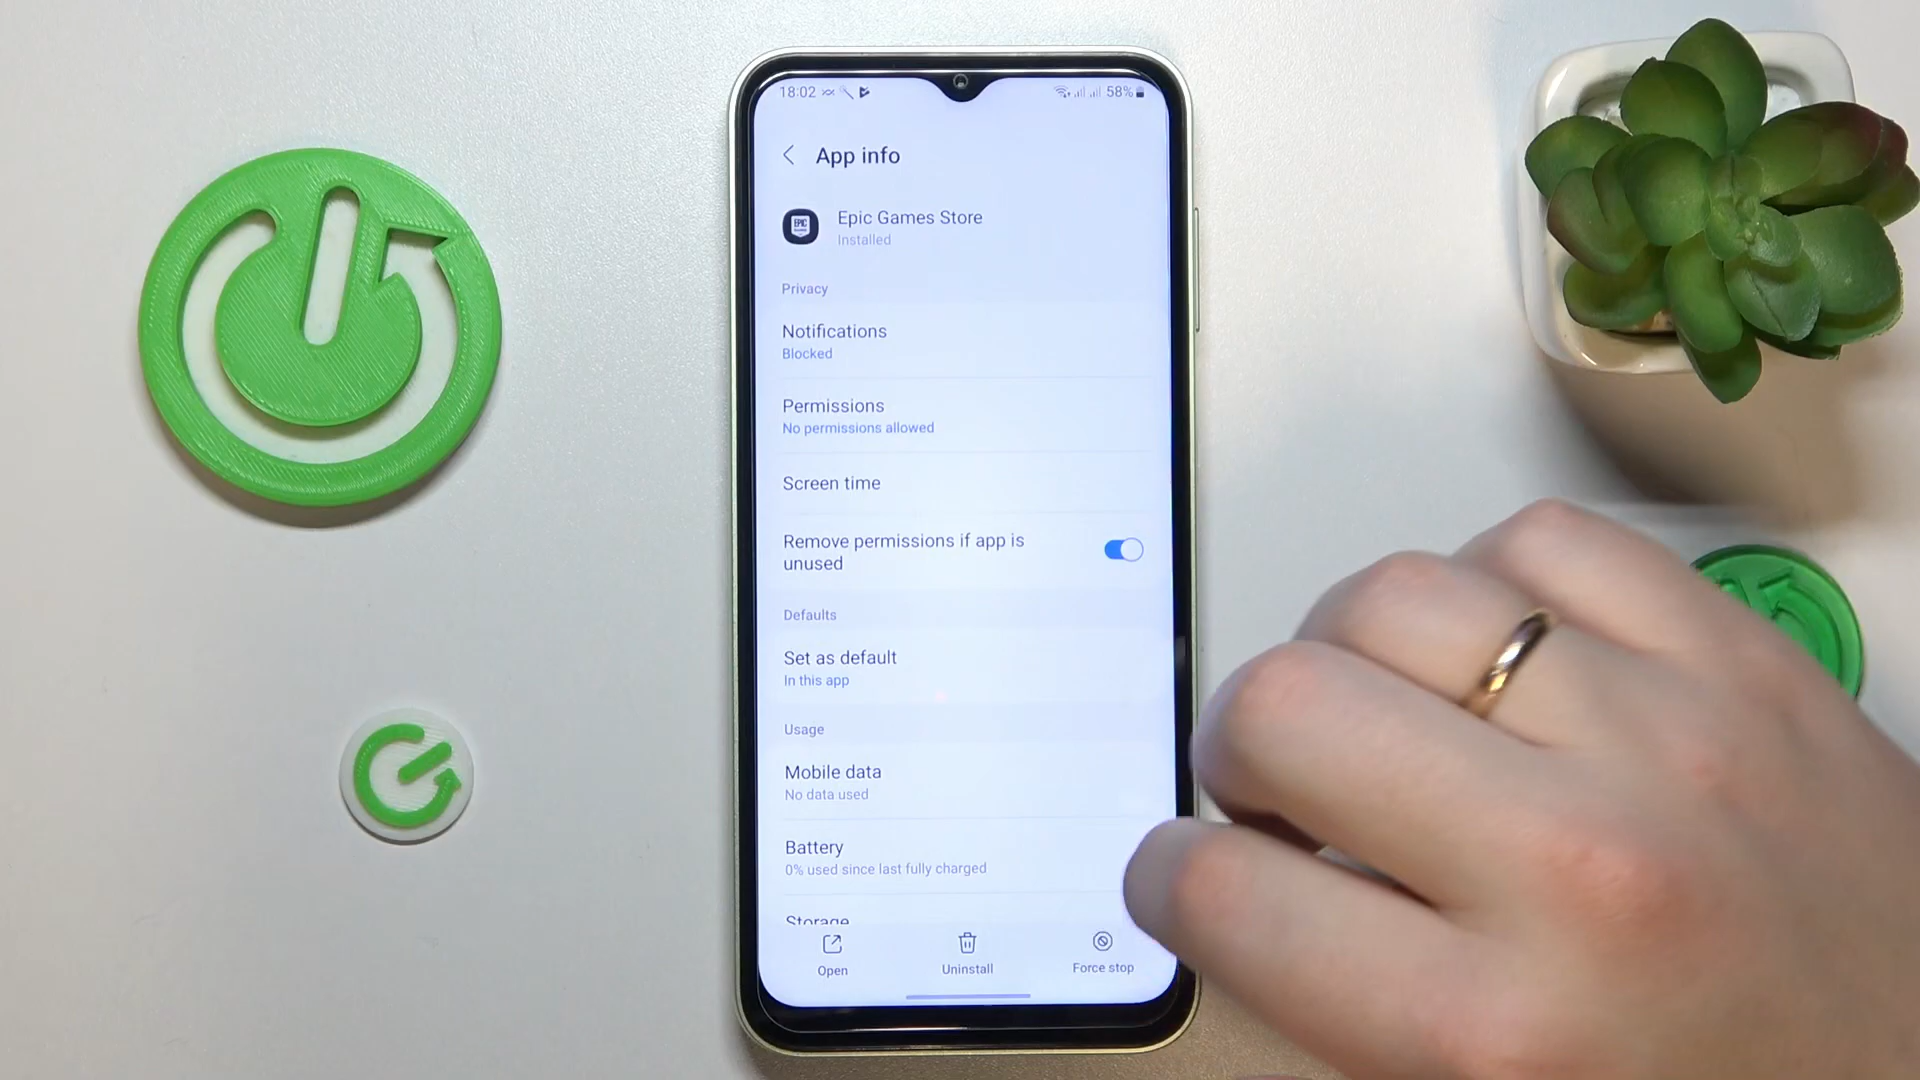 18:02
58%
App info
EPIC
Epic Games Store
Installed
Privacy
Notifications
Blocked
Permissions
No permissions allowed
Screen time
Remove permissions if app is
unused
Defaults
Set as default
In this app
Usage
Mobile data
No data used
Battery
0% used since last fully charged
Storage
Open
Uninstall
Force stop